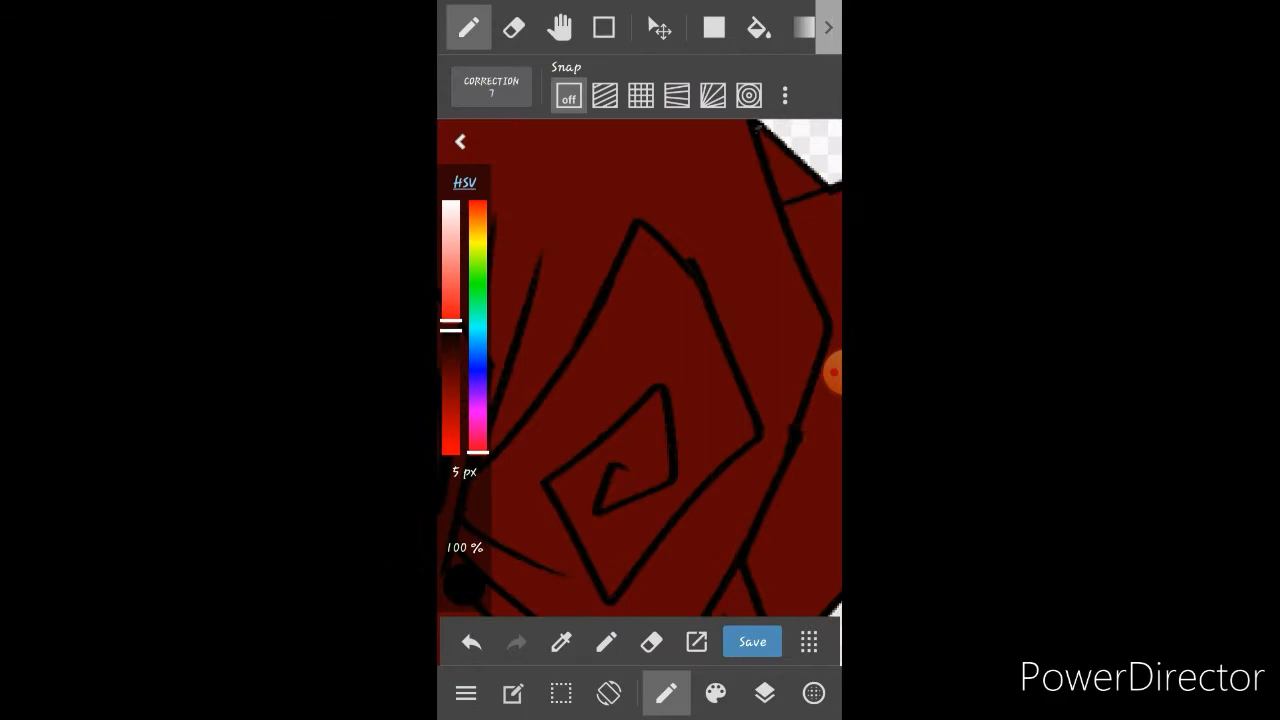 CORRECTION
7
Snap
off
HSV
5 px
100 %
Save
PowerDirector